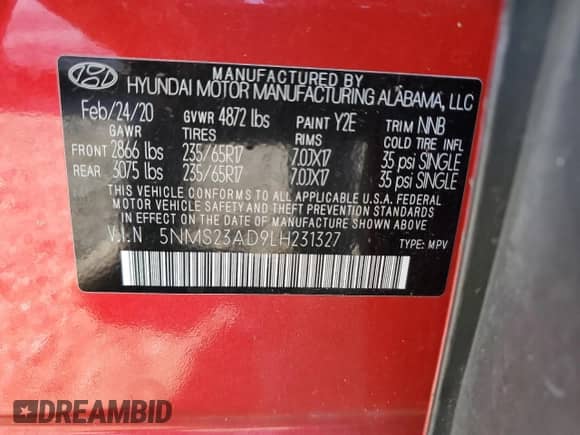 MANUFACTURED BY
HYUNDAI MOTOR MANUFACTURING ALABAMA, LLC
Feb/24/20 GVWR 4872 lbs PAINT Y2E TRIM NNB
GAWR TIRES RIMS COLD TIRE INFL
FRONT 2866 lbs 235/65R17 7.0JX17 35 psi SINGLE
REAR 3075 lbs 235/65R17 7.0JX17 35 psi SINGLE
THIS VEHICLE CONFORMS TO ALL APPLICABLE U.S.A. FEDERAL
MOTOR VEHICLE SAFETY AND THEFT PREVENTION STANDARDS
IN EFFECT ON THE DATE OF MANUFACTURE SHOWN ABOVE.
V.I.N 5NMS23AD9LH231327 TYPE: MPV
DREAMBID